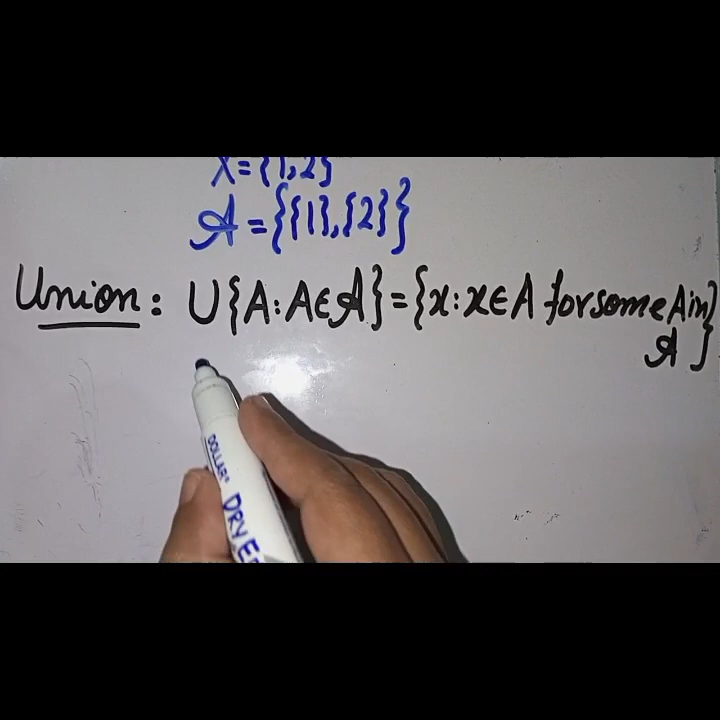 X={1,2}
𝒜={{1},{2}}
Union: ∪{A:A∈𝒜}={x:x∈A for some A in
𝒜}
DOLLAR
DRY E